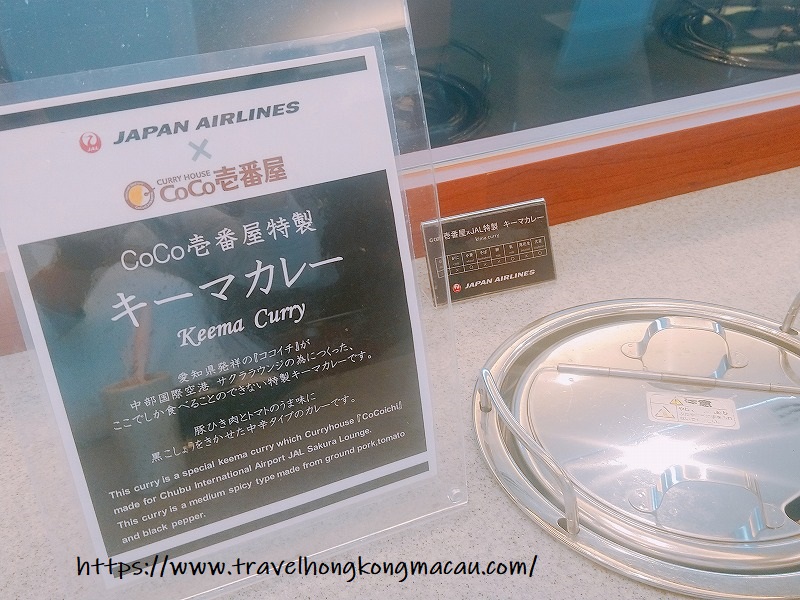 JAPAN AIRLINES
×
CURRY HOUSE
CoCo壱番屋
CoCo壱番屋特製
キーマカレー
Keema Curry
愛知県発祥の『ココイチ』が
中部国際空港 サクララウンジの為につくった、
ここでしか食べることのできない特製キーマカレーです。
豚ひき肉とトマトのうま味に
黒こしょうをきかせた中辛タイプのカレーです。
This curry is a special keema curry which Curryhouse『CoCoichi』
made for Chubu International Airport JAL Sakura Lounge.
This curry is a medium spicy type made from ground pork,tomato
and black pepper.
壱番屋xJAL特製 キーマカレー
JAPAN AIRLINES
注意
https://www.travelhongkongmacau.com/